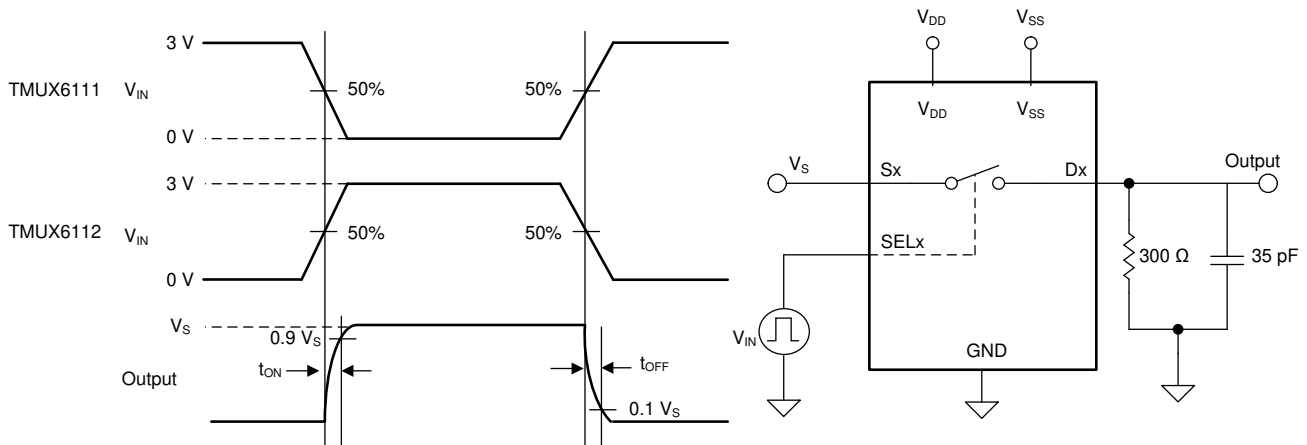 3 V
TMUX6111 V_IN 50% 50%
0 V
3 V
TMUX6112 V_IN 50% 50%
0 V
V_S
0.9 V_S
t_ON t_OFF
Output
0.1 V_S
V_DD V_SS
V_DD V_SS
V_S Sx Dx Output
SELx
300 Ω 35 pF
V_IN
GND